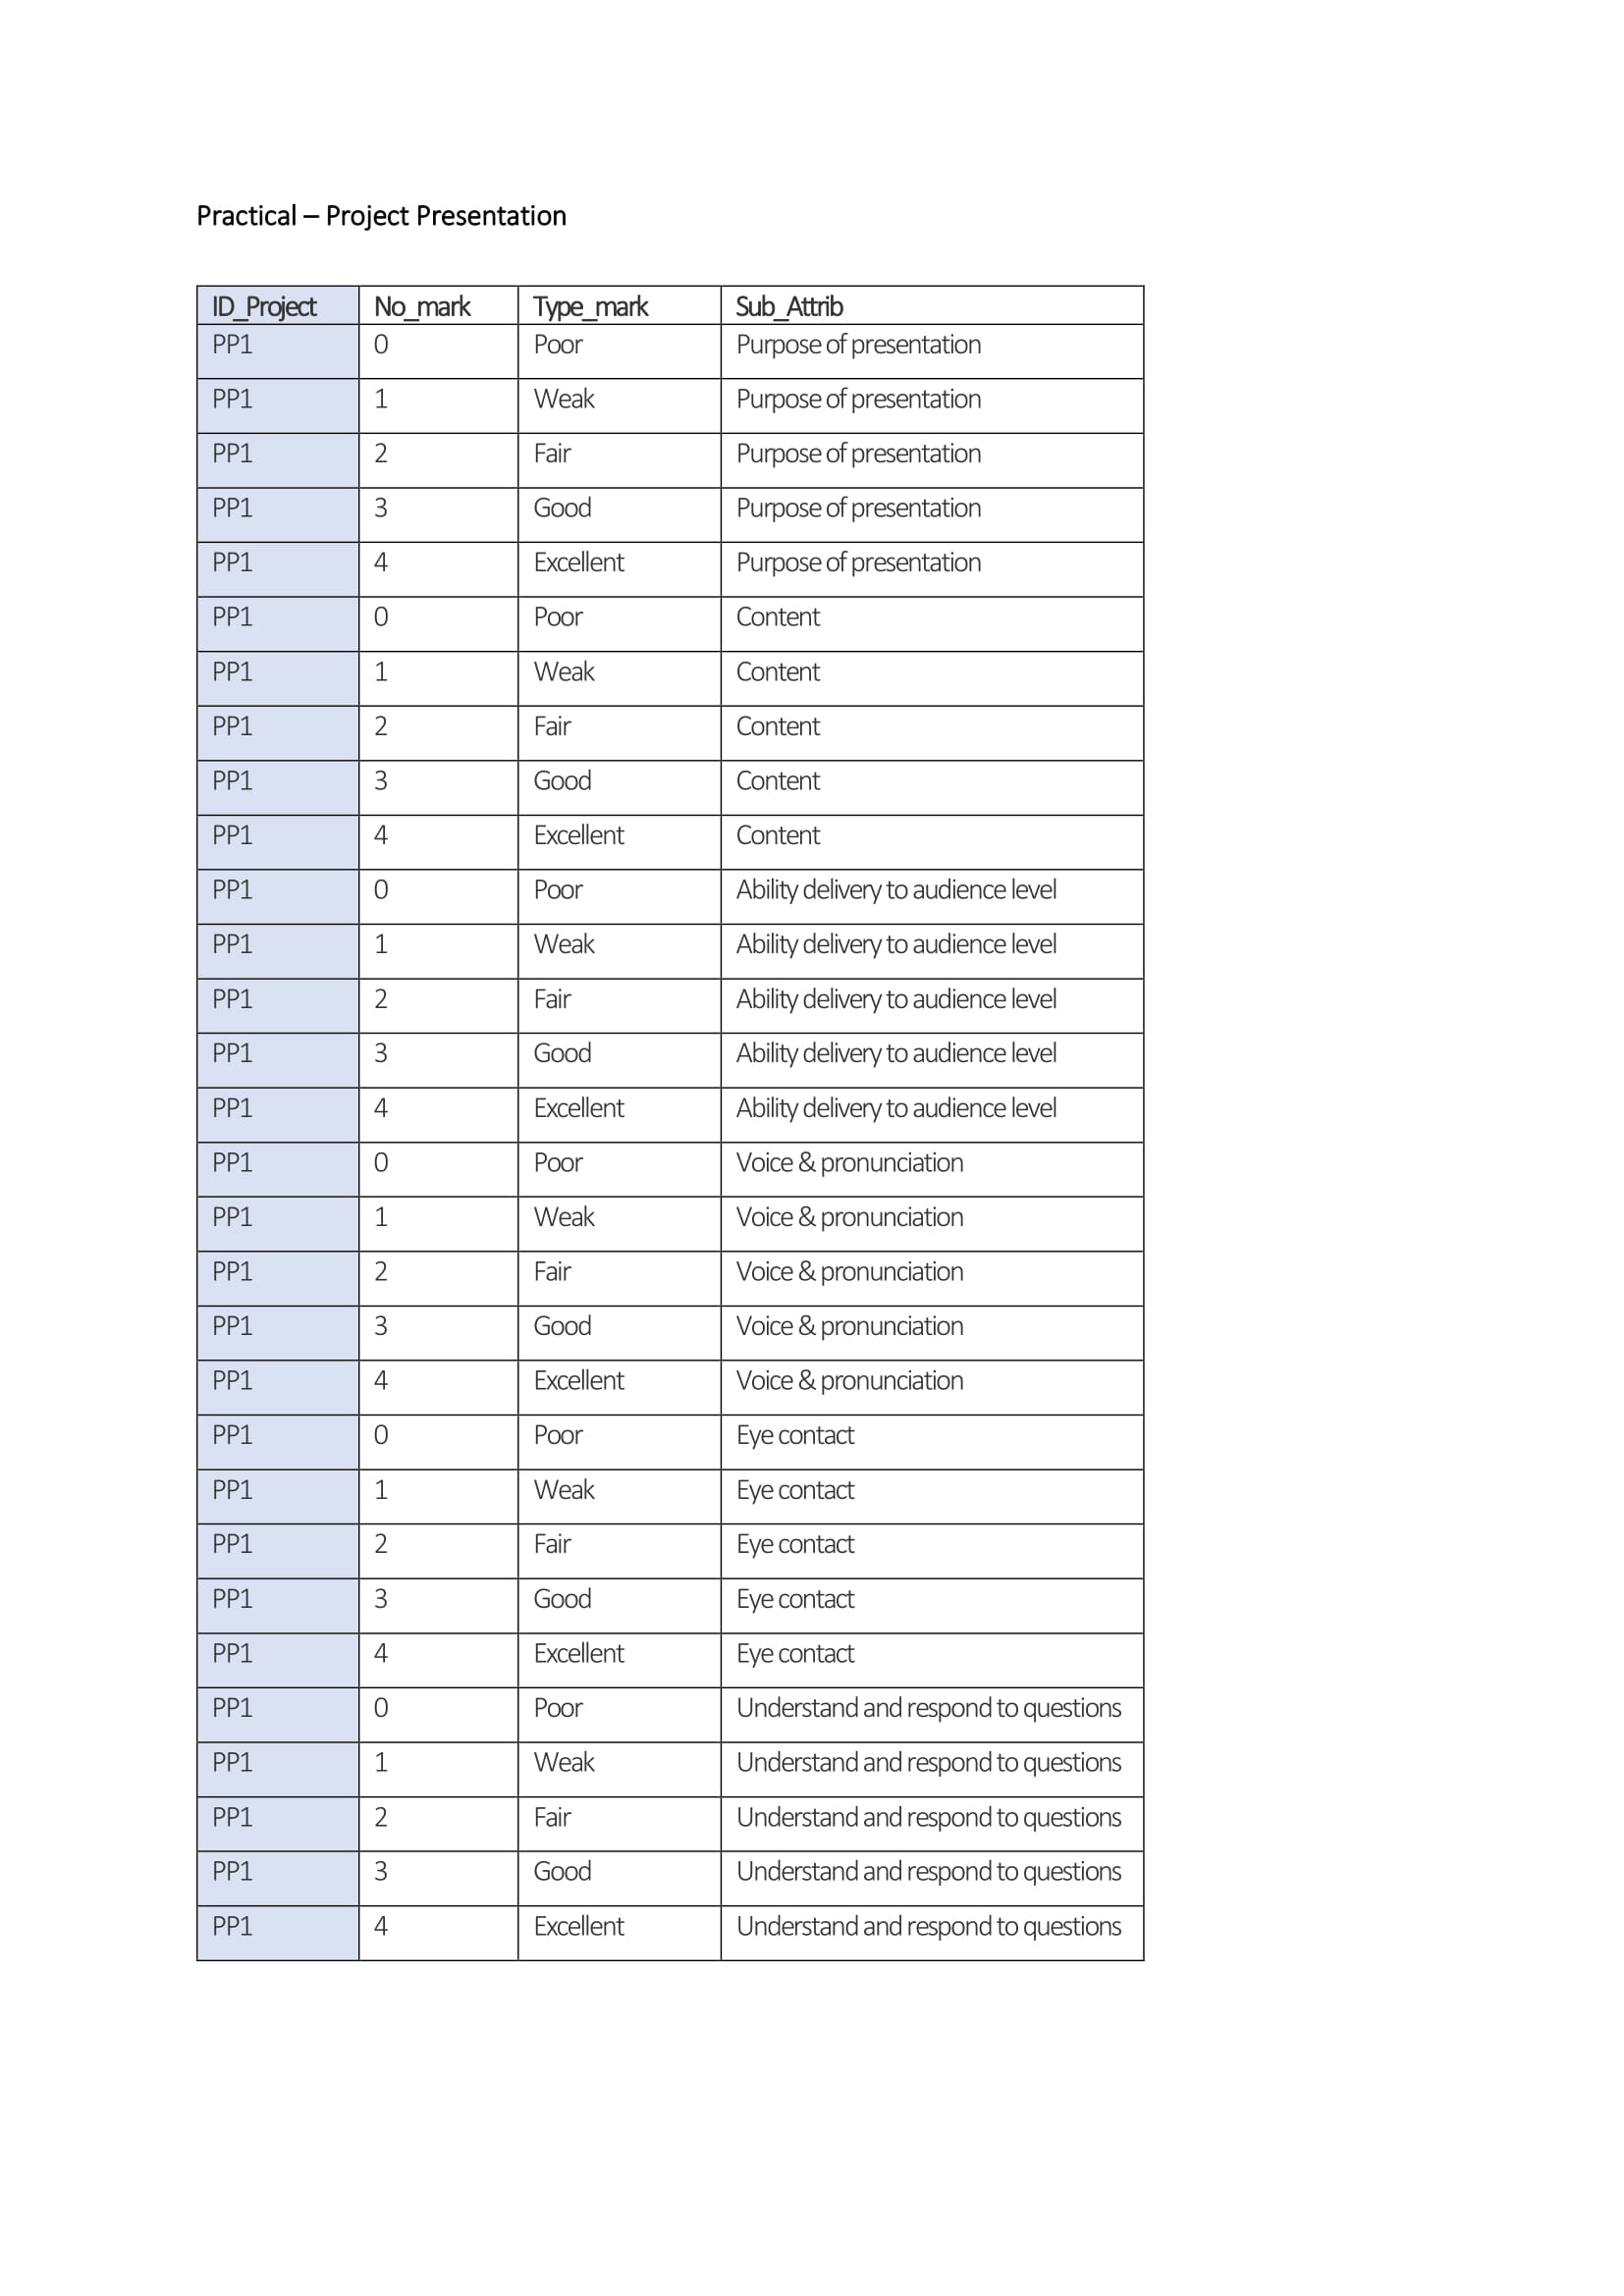 Practical – Project Presentation
ID_Project No_mark Type_mark Sub_Attrib
PP1 0 Poor Purpose of presentation
PP1 1 Weak Purpose of presentation
PP1 2 Fair Purpose of presentation
PP1 3 Good Purpose of presentation
PP1 4 Excellent Purpose of presentation
PP1 0 Poor Content
PP1 1 Weak Content
PP1 2 Fair Content
PP1 3 Good Content
PP1 4 Excellent Content
PP1 0 Poor Ability delivery to audience level
PP1 1 Weak Ability delivery to audience level
PP1 2 Fair Ability delivery to audience level
PP1 3 Good Ability delivery to audience level
PP1 4 Excellent Ability delivery to audience level
PP1 0 Poor Voice & pronunciation
PP1 1 Weak Voice & pronunciation
PP1 2 Fair Voice & pronunciation
PP1 3 Good Voice & pronunciation
PP1 4 Excellent Voice & pronunciation
PP1 0 Poor Eye contact
PP1 1 Weak Eye contact
PP1 2 Fair Eye contact
PP1 3 Good Eye contact
PP1 4 Excellent Eye contact
PP1 0 Poor Understand and respond to questions
PP1 1 Weak Understand and respond to questions
PP1 2 Fair Understand and respond to questions
PP1 3 Good Understand and respond to questions
PP1 4 Excellent Understand and respond to questions